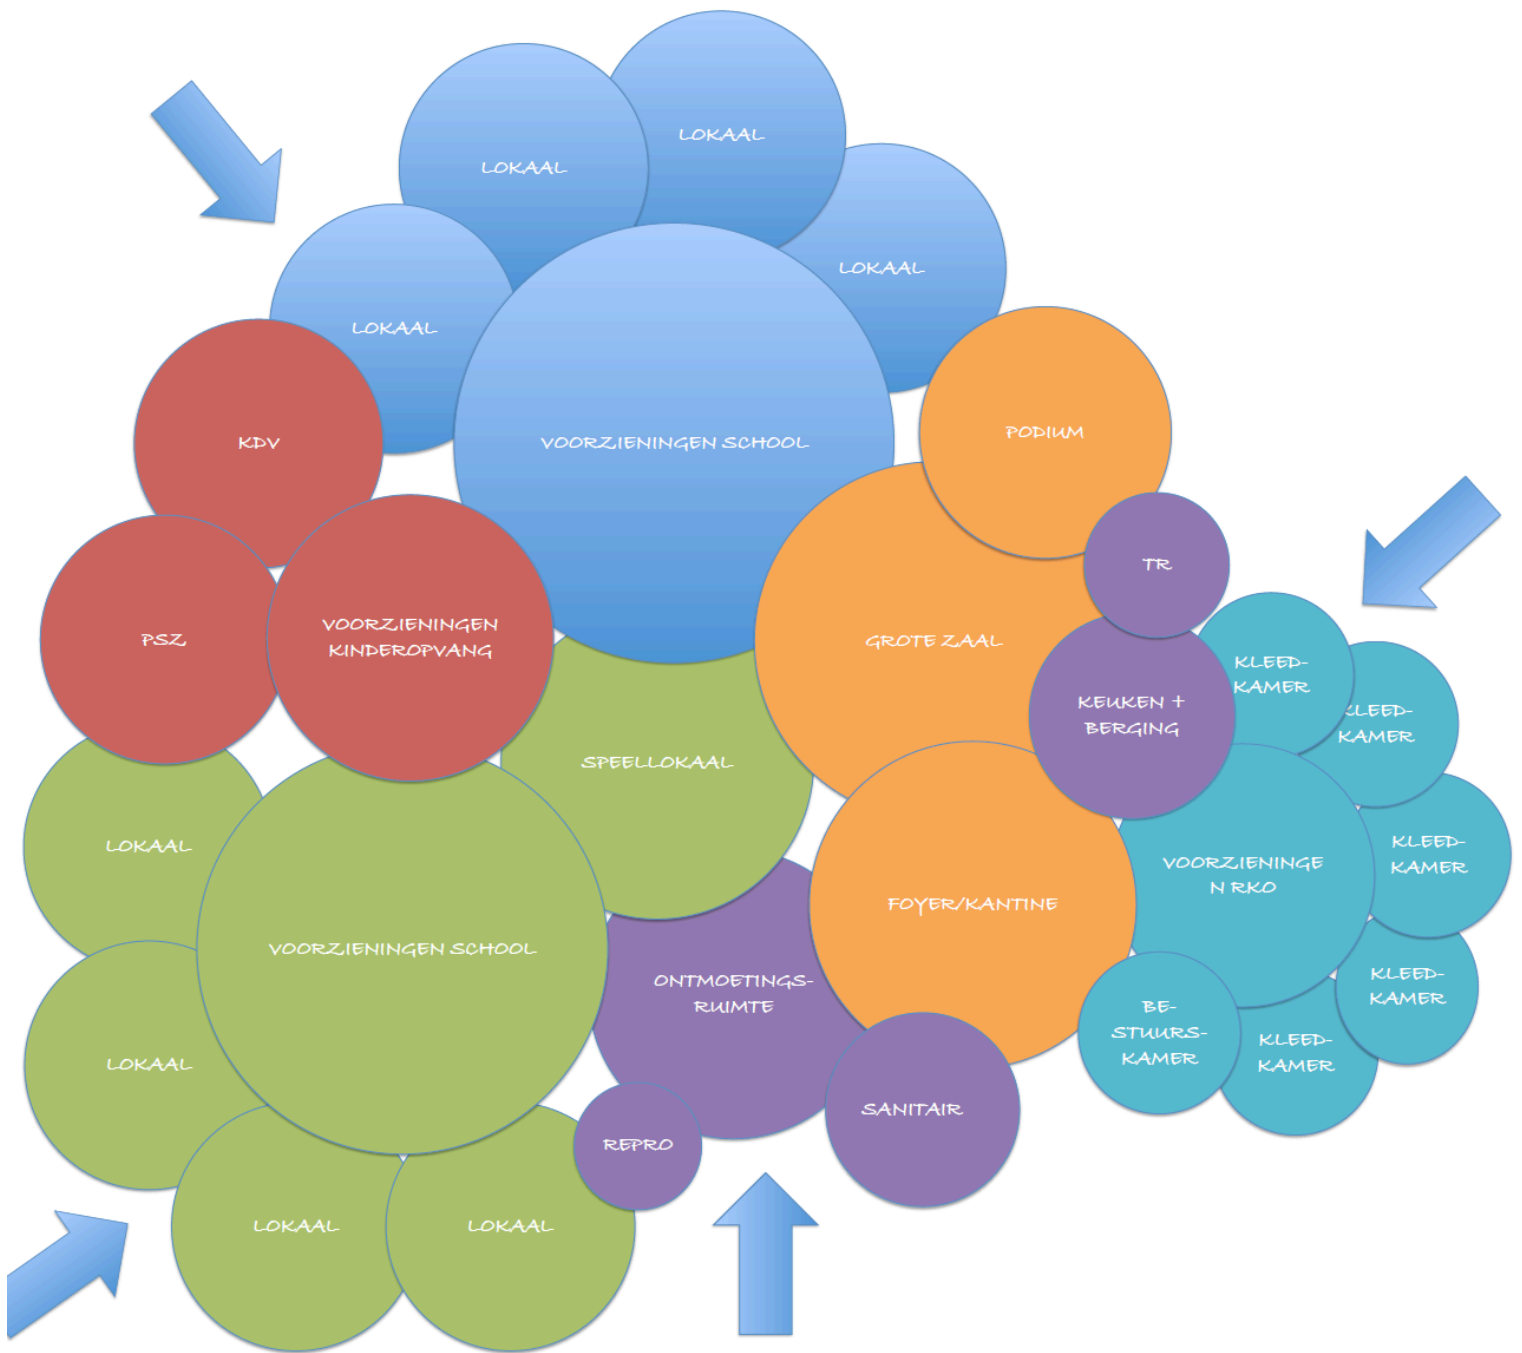 LOKAAL
LOKAAL
LOKAAL
LOKAAL
VOORZIENINGEN SCHOOL
KDV
PODIUM
TR
PSZ
VOORZIENINGEN
KINDEROPVANG
GROTE ZAAL
KEUKEN +
BERGING
KLEED-
KAMER
KLEED-
KAMER
SPEELLOKAAL
LOKAAL
KLEED-
KAMER
VOORZIENINGE
N RKO
FOYER/KANTINE
VOORZIENINGEN SCHOOL
ONTMOETINGS-
RUIMTE
KLEED-
KAMER
BE-
STUURS-
KAMER
KLEED-
KAMER
LOKAAL
SANITAIR
REPRO
LOKAAL
LOKAAL